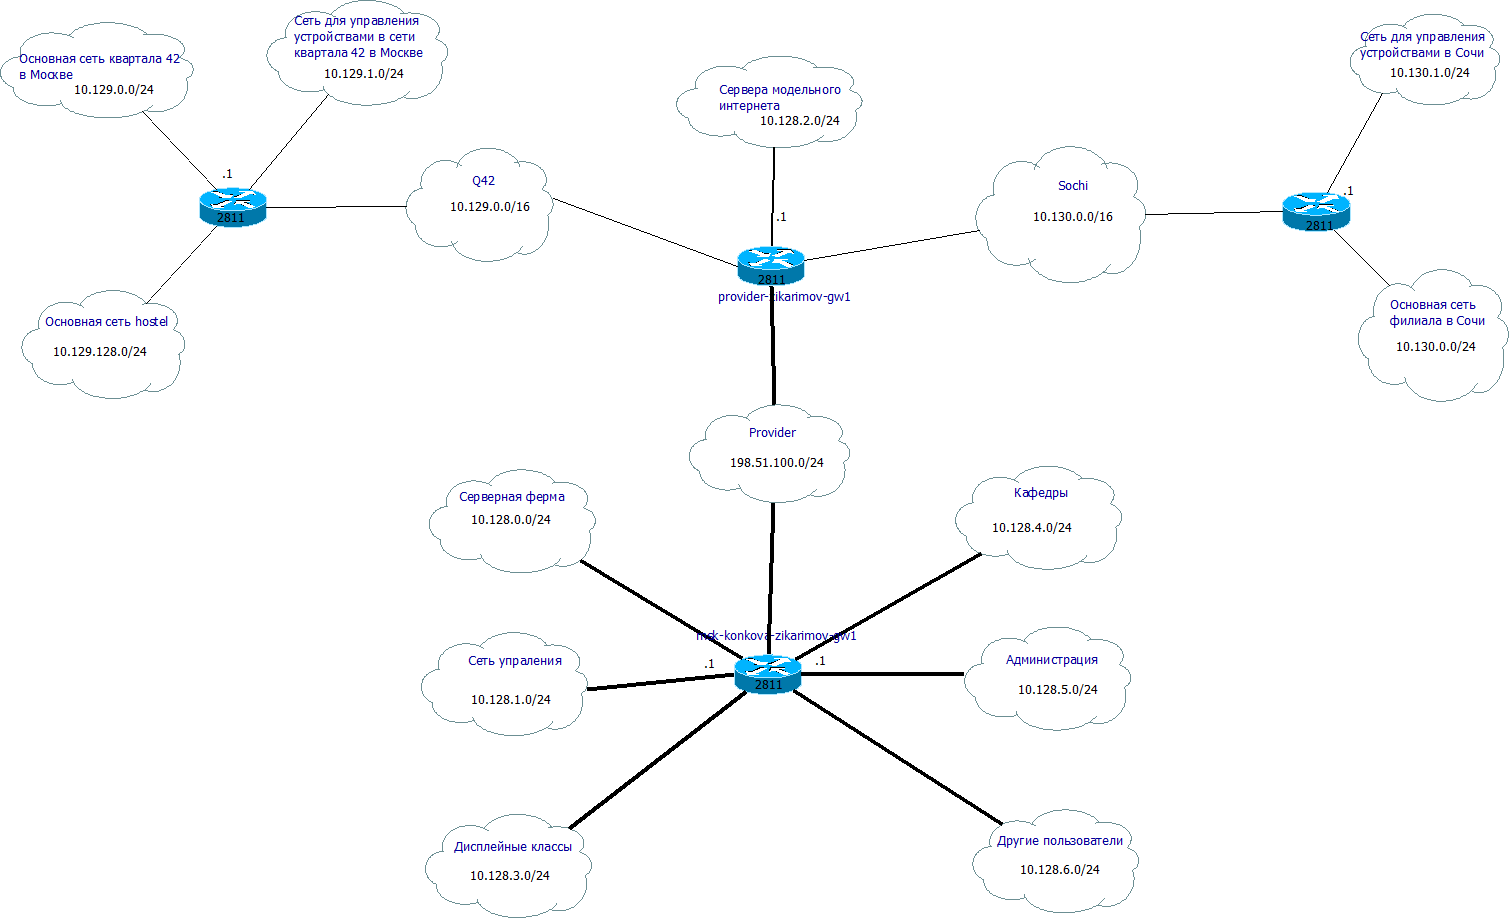 Основная сеть квартала 42
в Москве
10.129.0.0/24
Сеть для управления
устройствами в сети
квартала 42 в Москве
10.129.1.0/24
Сеть для управления
устройствами в Сочи
10.130.1.0/24
Сервера модельного
интернета
10.128.2.0/24
.1
2811
Q42
10.129.0.0/16
.1
2811
provider-zikarimov-gw1
Sochi
10.130.0.0/16
.1
2811
Основная сеть hostel
10.129.128.0/24
Основная сеть
филиала в Сочи
10.130.0.0/24
Provider
198.51.100.0/24
Серверная ферма
10.128.0.0/24
Кафедры
10.128.4.0/24
msk-konkova-zikarimov-gw1
.1
.1
2811
Сеть упраления
10.128.1.0/24
Администрация
10.128.5.0/24
Дисплейные классы
10.128.3.0/24
Другие пользователи
10.128.6.0/24